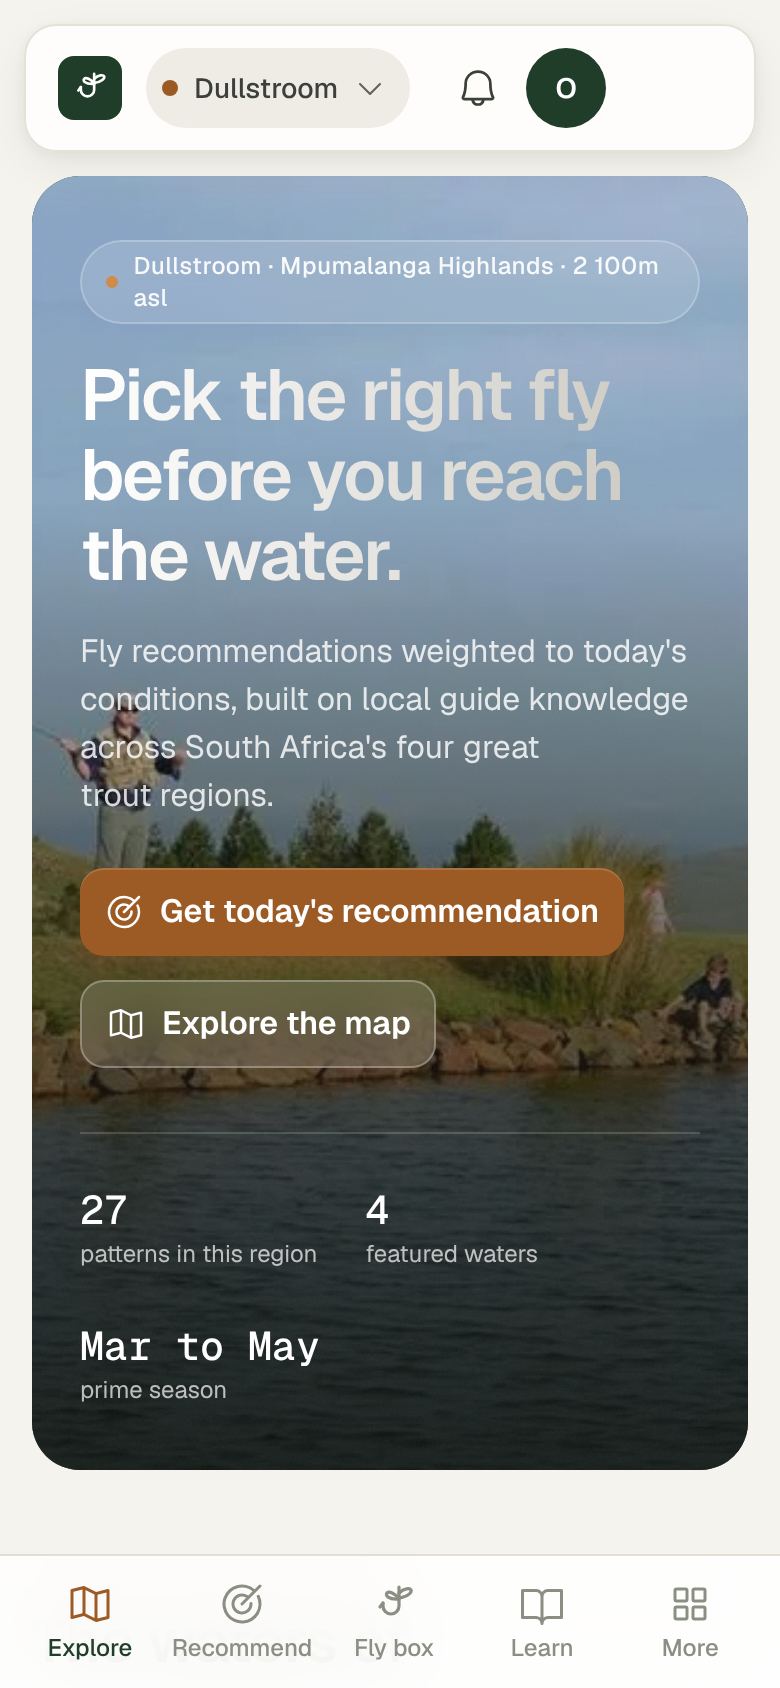 Dullstroom
O
Dullstroom · Mpumalanga Highlands · 2 100m
asl
Pick the right fly
before you reach
the water.
Fly recommendations weighted to today's
conditions, built on local guide knowledge
across South Africa's four great
trout regions.
Get today's recommendation
Explore the map
27
patterns in this region
4
featured waters
Mar to May
prime season
Explore
Recommend
Fly box
Learn
More